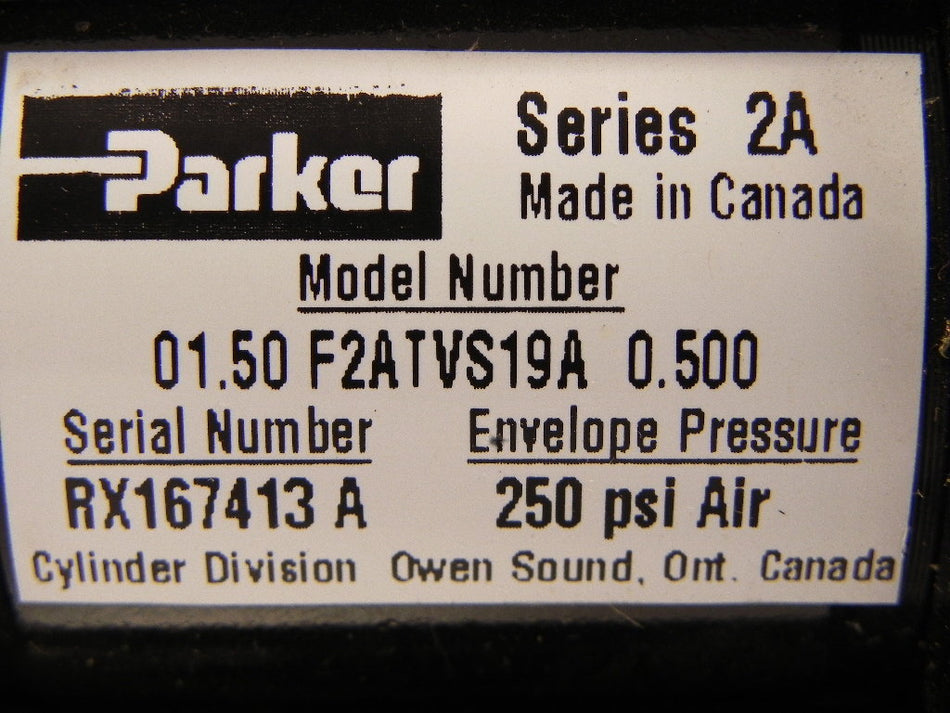 Parker
Series 2A
Made in Canada
Model Number
01.50 F2ATVS19A 0.500
Serial Number Envelope Pressure
RX167413 A 250 psi Air
Cylinder Division Owen Sound, Ont. Canada